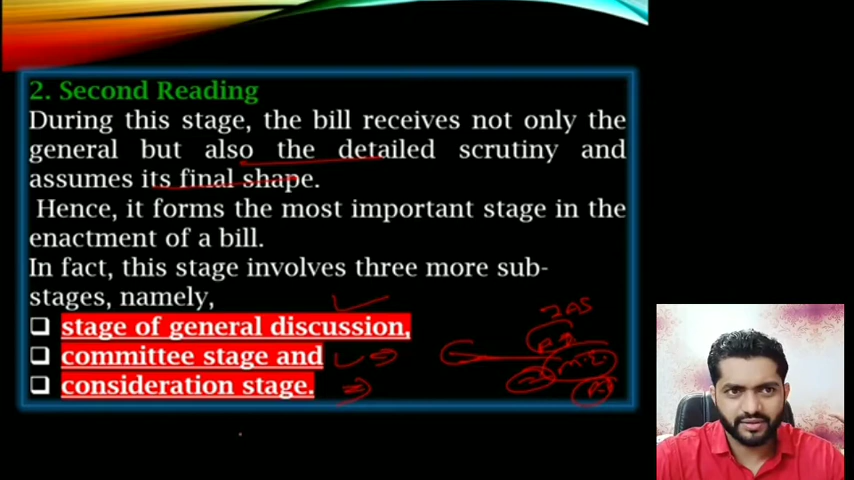 2. Second Reading
During this stage, the bill receives not only the
general but also the detailed scrutiny and
assumes its final shape.
Hence, it forms the most important stage in the
enactment of a bill.
In fact, this stage involves three more sub-
stages, namely,
stage of general discussion,
committee stage and
consideration stage.